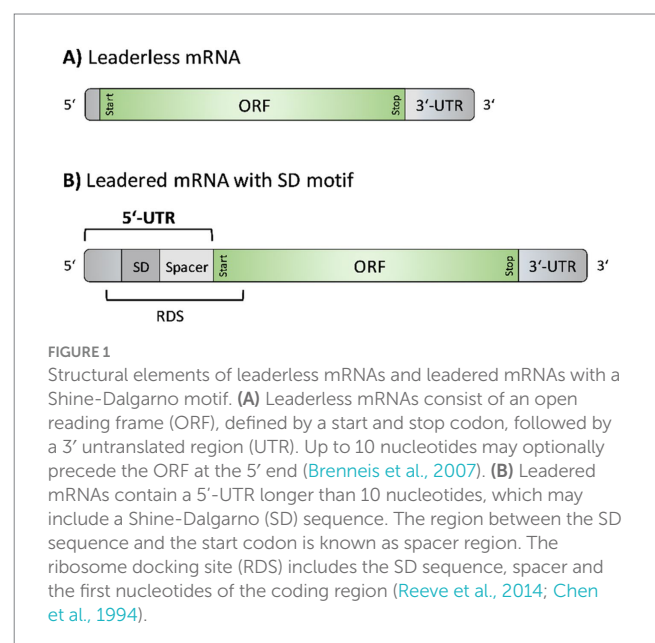 A) Leaderless mRNA
5‘ Start ORF Stop 3‘-UTR 3‘
B) Leadered mRNA with SD motif
5‘-UTR
5‘ SD Spacer Start ORF Stop 3‘-UTR 3‘
RDS
FIGURE 1
Structural elements of leaderless mRNAs and leadered mRNAs with a
Shine-Dalgarno motif. (A) Leaderless mRNAs consist of an open
reading frame (ORF), defined by a start and stop codon, followed by
a 3′ untranslated region (UTR). Up to 10 nucleotides may optionally
precede the ORF at the 5′ end (Brenneis et al., 2007). (B) Leadered
mRNAs contain a 5′-UTR longer than 10 nucleotides, which may
include a Shine-Dalgarno (SD) sequence. The region between the SD
sequence and the start codon is known as spacer region. The
ribosome docking site (RDS) includes the SD sequence, spacer and
the first nucleotides of the coding region (Reeve et al., 2014; Chen
et al., 1994).